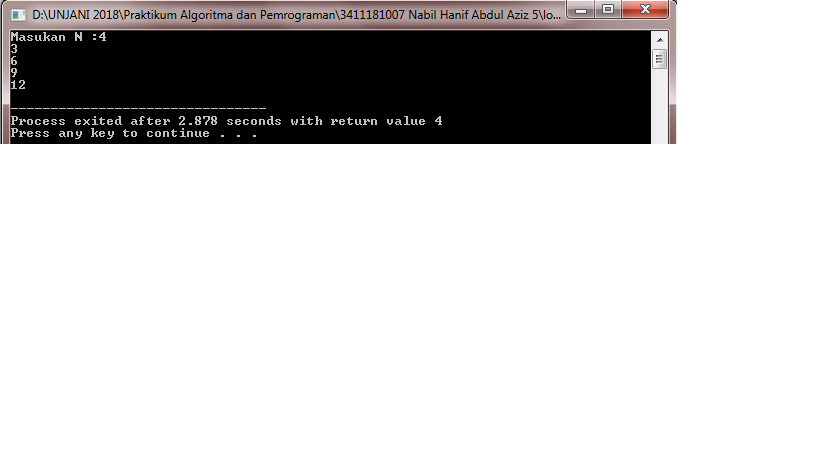 D:\UNJANI 2018\Praktikum Algoritma dan Pemrograman\3411181007 Nabil Hanif Abdul Aziz 5\lo...
Masukan N :4
3
6
9
12
--------------------------------
Process exited after 2.878 seconds with return value 4
Press any key to continue . . .